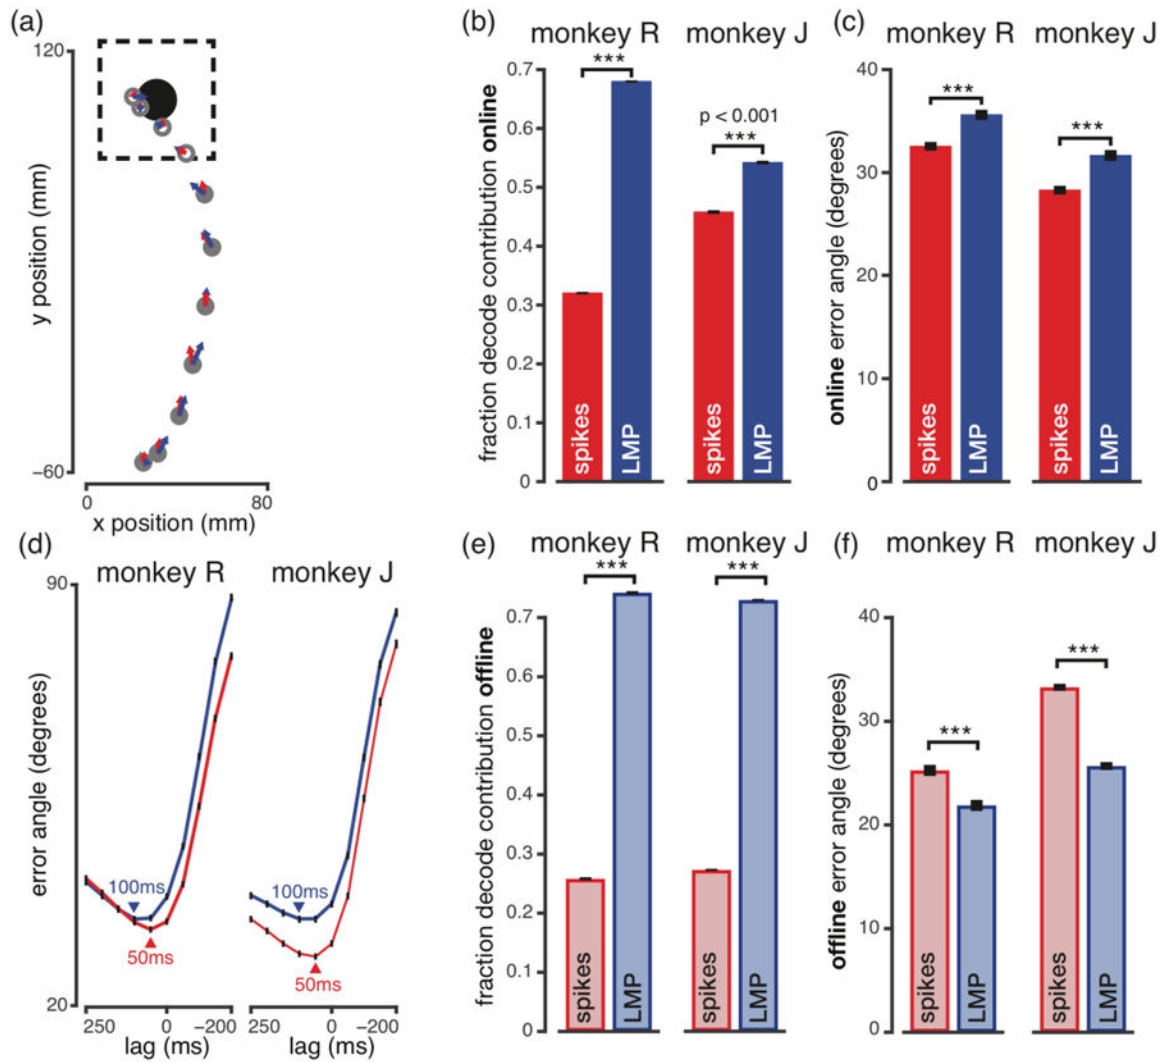 (a)
120
y position (mm)
−60
0
80
x position (mm)
(b)
monkey R
monkey J
fraction decode contribution online
0.7
0.6
0.5
0.4
0.3
0.2
0.1
0
***
p < 0.001
***
spikes
LMP
spikes
LMP
(c)
monkey R
monkey J
online error angle (degrees)
40
30
20
10
0
***
***
spikes
LMP
spikes
LMP
(d)
monkey R
monkey J
90
error angle (degrees)
20
100ms
50ms
100ms
50ms
250
0
−200
lag (ms)
250
0
−200
lag (ms)
(e)
monkey R
monkey J
fraction decode contribution offline
0.7
0.6
0.5
0.4
0.3
0.2
0.1
0
***
***
spikes
LMP
spikes
LMP
(f)
monkey R
monkey J
offline error angle (degrees)
40
30
20
10
0
***
***
spikes
LMP
spikes
LMP